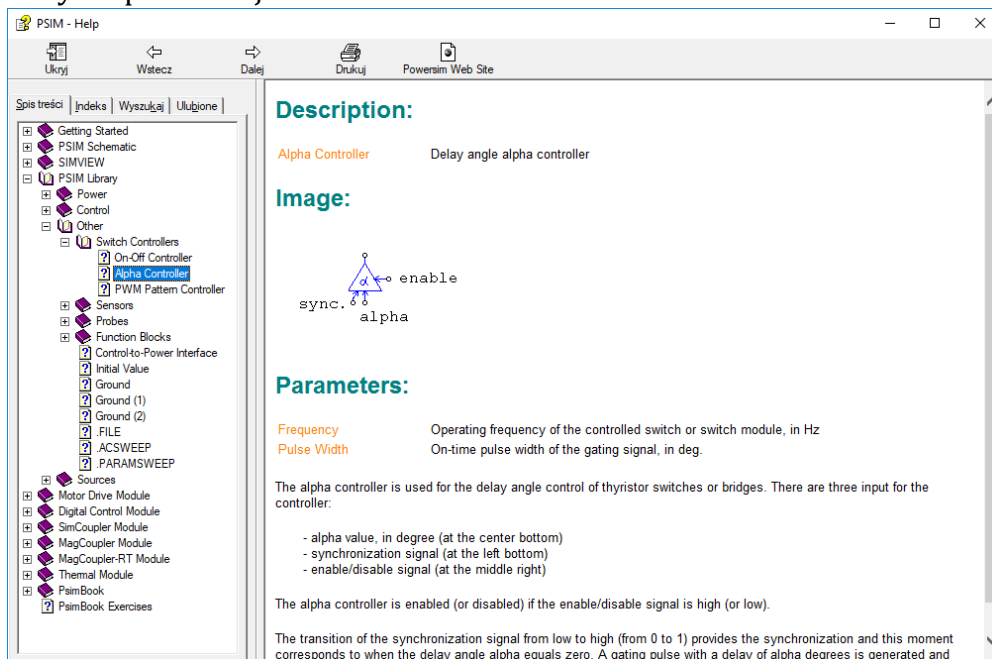 PSIM - Help
Ukryj Wstecz Dalej Drukuj Powersim Web Site
Spis treści Indeks Wyszukaj Ulubione
Getting Started
PSIM Schematic
SIMVIEW
PSIM Library
Power
Control
Other
Switch Controllers
On-Off Controller
Alpha Controller
PWM Pattern Controller
Sensors
Probes
Function Blocks
Control-to-Power Interface
Initial Value
Ground
Ground (1)
Ground (2)
.FILE
.ACSWEEP
.PARAMSWEEP
Sources
Motor Drive Module
Digital Control Module
SimCoupler Module
MagCoupler Module
MagCoupler-RT Module
Thermal Module
PsimBook
PsimBook Exercises
Description:
Alpha Controller Delay angle alpha controller
Image:
α
enable
sync.
alpha
Parameters:
Frequency Operating frequency of the controlled switch or switch module, in Hz
Pulse Width On-time pulse width of the gating signal, in deg.
The alpha controller is used for the delay angle control of thyristor switches or bridges. There are three input for the
controller:
- alpha value, in degree (at the center bottom)
- synchronization signal (at the left bottom)
- enable/disable signal (at the middle right)
The alpha controller is enabled (or disabled) if the enable/disable signal is high (or low).
The transition of the synchronization signal from low to high (from 0 to 1) provides the synchronization and this moment
corresponds to when the delay angle alpha equals zero. A gating pulse with a delay of alpha degrees is generated and